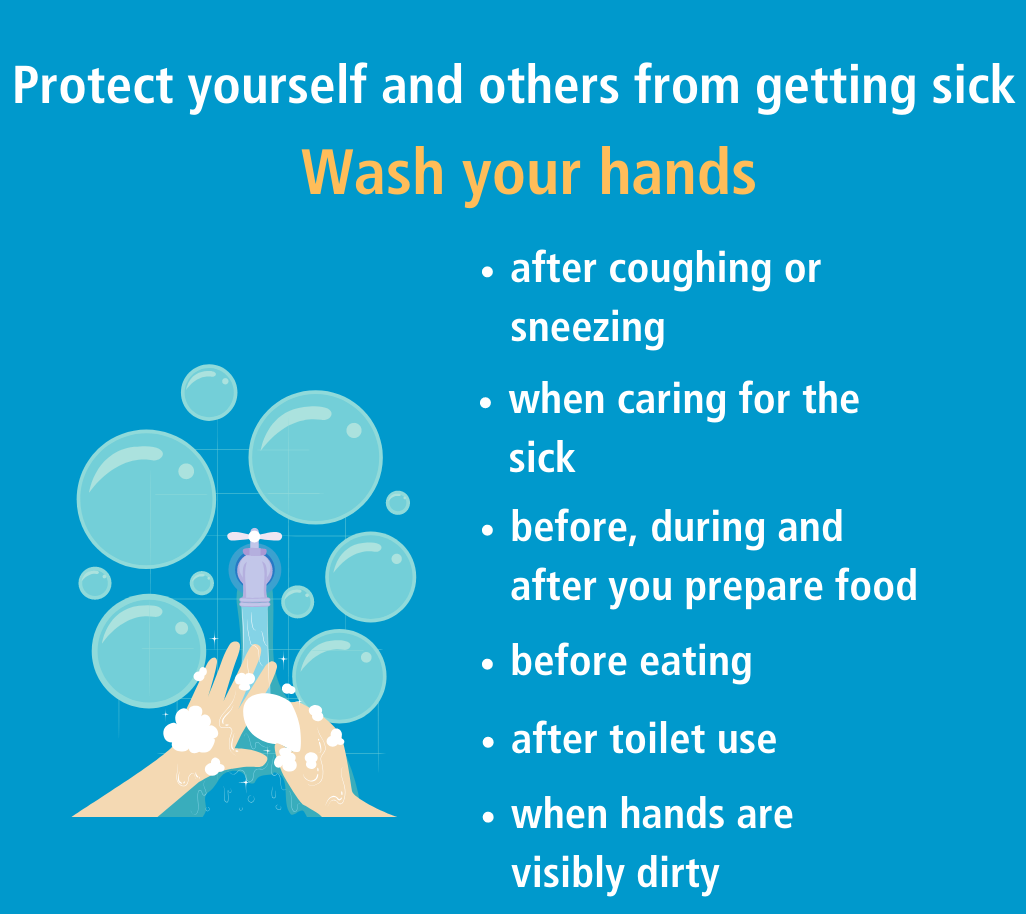 Protect yourself and others from getting sick
Wash your hands
• after coughing or
sneezing
• when caring for the
sick
• before, during and
after you prepare food
• before eating
• after toilet use
• when hands are
visibly dirty